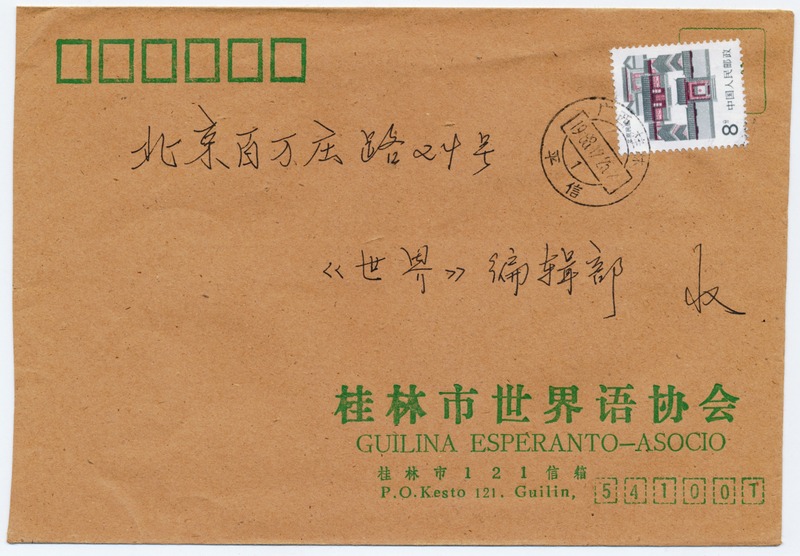 中国人民邮政
8分
北京百万庄路24号
《世界》编辑部 收
桂林市世界语协会
GUILINA ESPERANTO—ASOCIO
桂林市121信箱
P.O.Kesto 121. Guilin, 541001